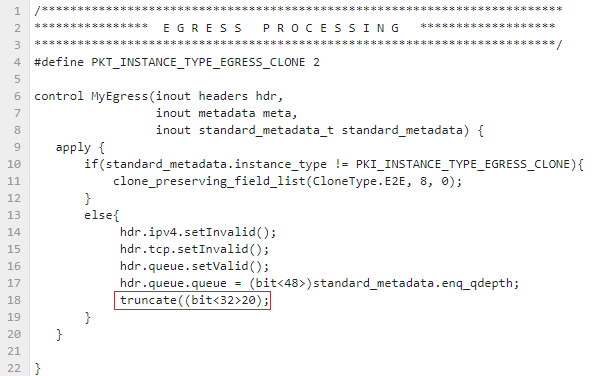 1 /*************************************************************************
2 **************** E G R E S S P R O C E S S I N G *******************
3 *************************************************************************/
4 #define PKT_INSTANCE_TYPE_EGRESS_CLONE 2
5
6 control MyEgress(inout headers hdr,
7 inout metadata meta,
8 inout standard_metadata_t standard_metadata) {
9 apply {
10 if(standard_metadata.instance_type != PKI_INSTANCE_TYPE_EGRESS_CLONE){
11 clone_preserving_field_list(CloneType.E2E, 8, 0);
12 }
13 else{
14 hdr.ipv4.setInvalid();
15 hdr.tcp.setInvalid();
16 hdr.queue.setValid();
17 hdr.queue.queue = (bit<48>)standard_metadata.enq_qdepth;
18 truncate((bit<32>20);
19 }
20 }
21
22 }